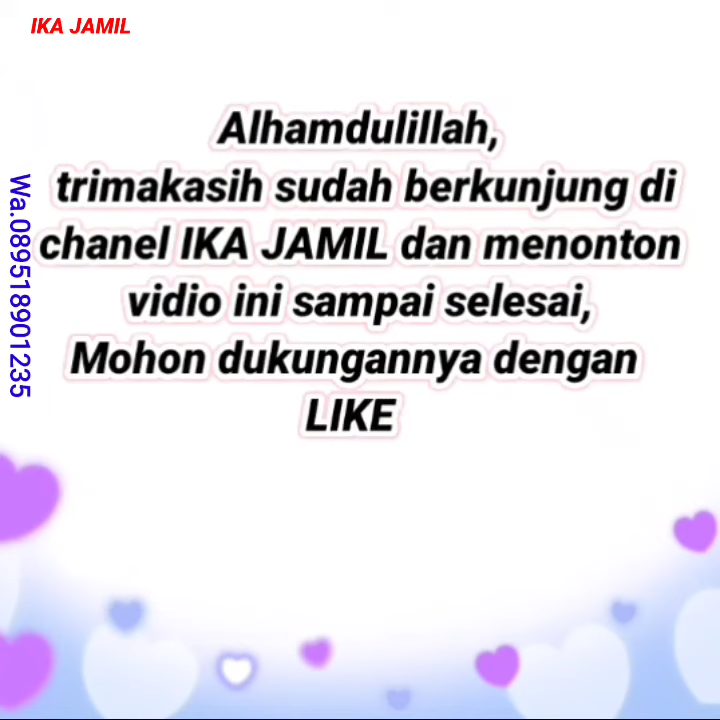 IKA JAMIL
Alhamdulillah,
trimakasih sudah berkunjung di
chanel IKA JAMIL dan menonton
vidio ini sampai selesai,
Mohon dukungannya dengan
LIKE
Wa.089518901235